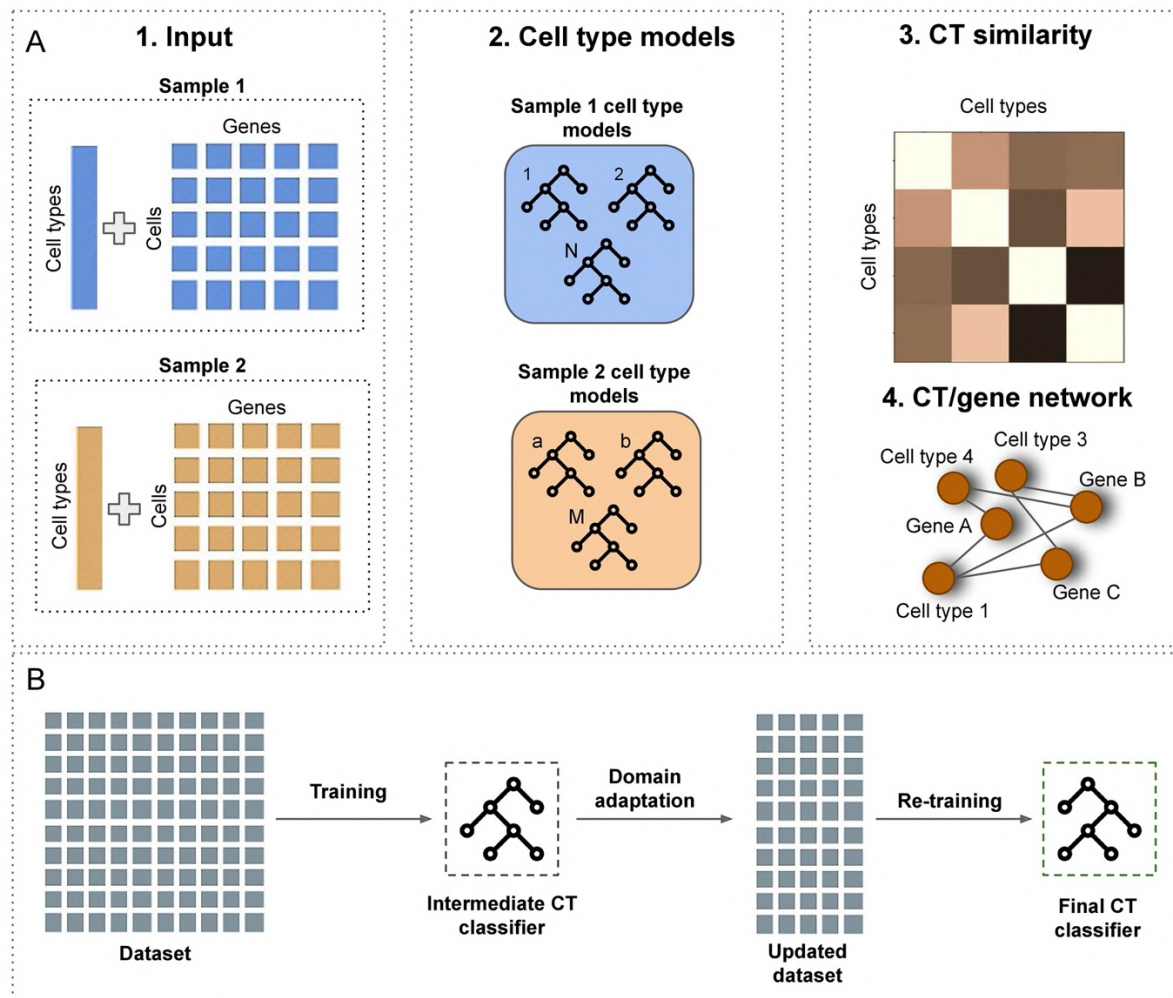 A
1. Input
Sample 1
Genes
Cell types
Cells
Sample 2
Genes
Cell types
Cells
2. Cell type models
Sample 1 cell type
models
1
2
N
Sample 2 cell type
models
a
b
M
3. CT similarity
Cell types
Cell types
4. CT/gene network
Cell type 3
Cell type 4
Gene B
Gene A
Gene C
Cell type 1
B
Dataset
Training
Intermediate CT
classifier
Domain
adaptation
Updated
dataset
Re-training
Final CT
classifier